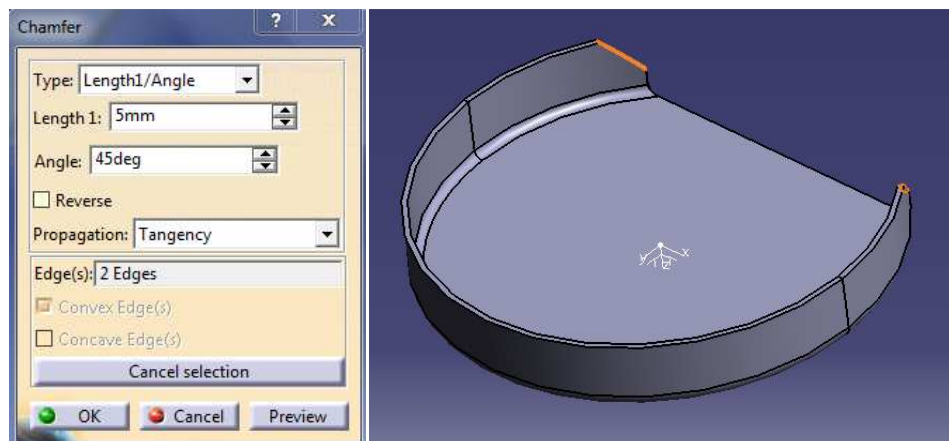 Chamfer
? x
Type: Length1/Angle
Length 1: 5mm
Angle: 45deg
Reverse
Propagation: Tangency
Edge(s): 2 Edges
Convex Edge(s)
Concave Edge(s)
Cancel selection
OK Cancel Preview
y z x